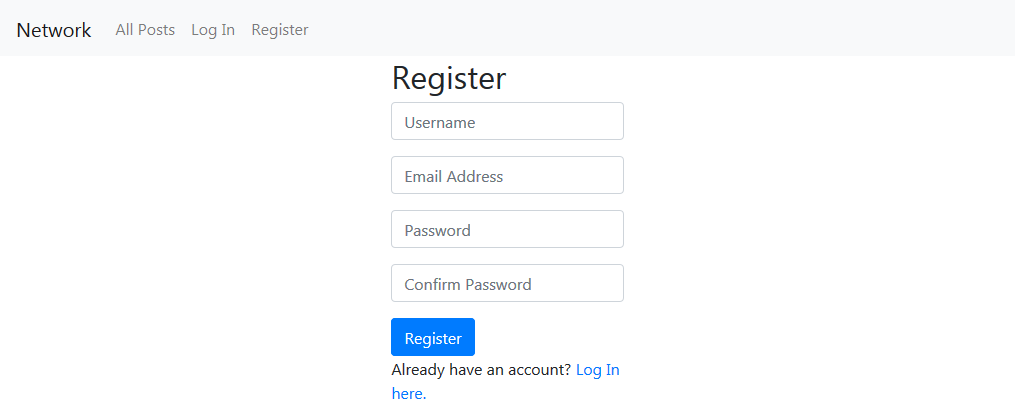 Network All Posts Log In Register
Register
Username
Email Address
Password
Confirm Password
Register
Already have an account? Log In
here.